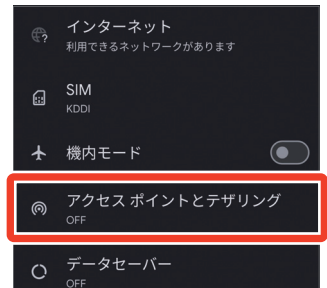 インターネット
利用できるネットワークがあります
SIM
KDDI
機内モード
アクセス ポイントとテザリング
OFF
データセーバー
OFF